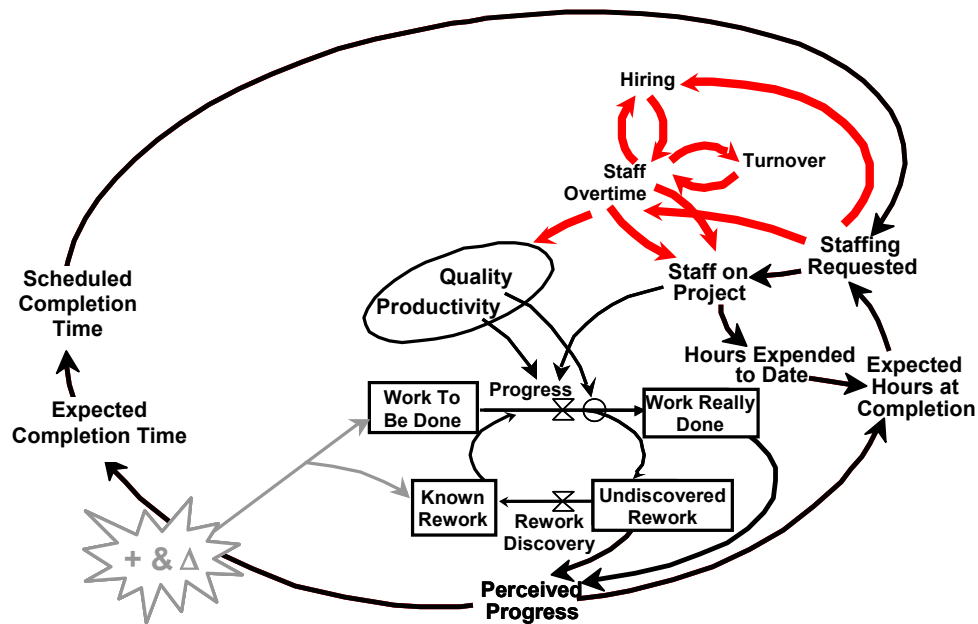 Hiring
Turnover
Staff
Overtime
Staffing
Requested
Quality
Productivity
Staff on
Project
Scheduled
Completion
Time
Hours Expended
to Date
Expected
Hours at
Completion
Progress
Work To
Be Done
Work Really
Done
Expected
Completion Time
Known
Rework
Undiscovered
Rework
Rework
Discovery
+ & Δ
Perceived
Progress